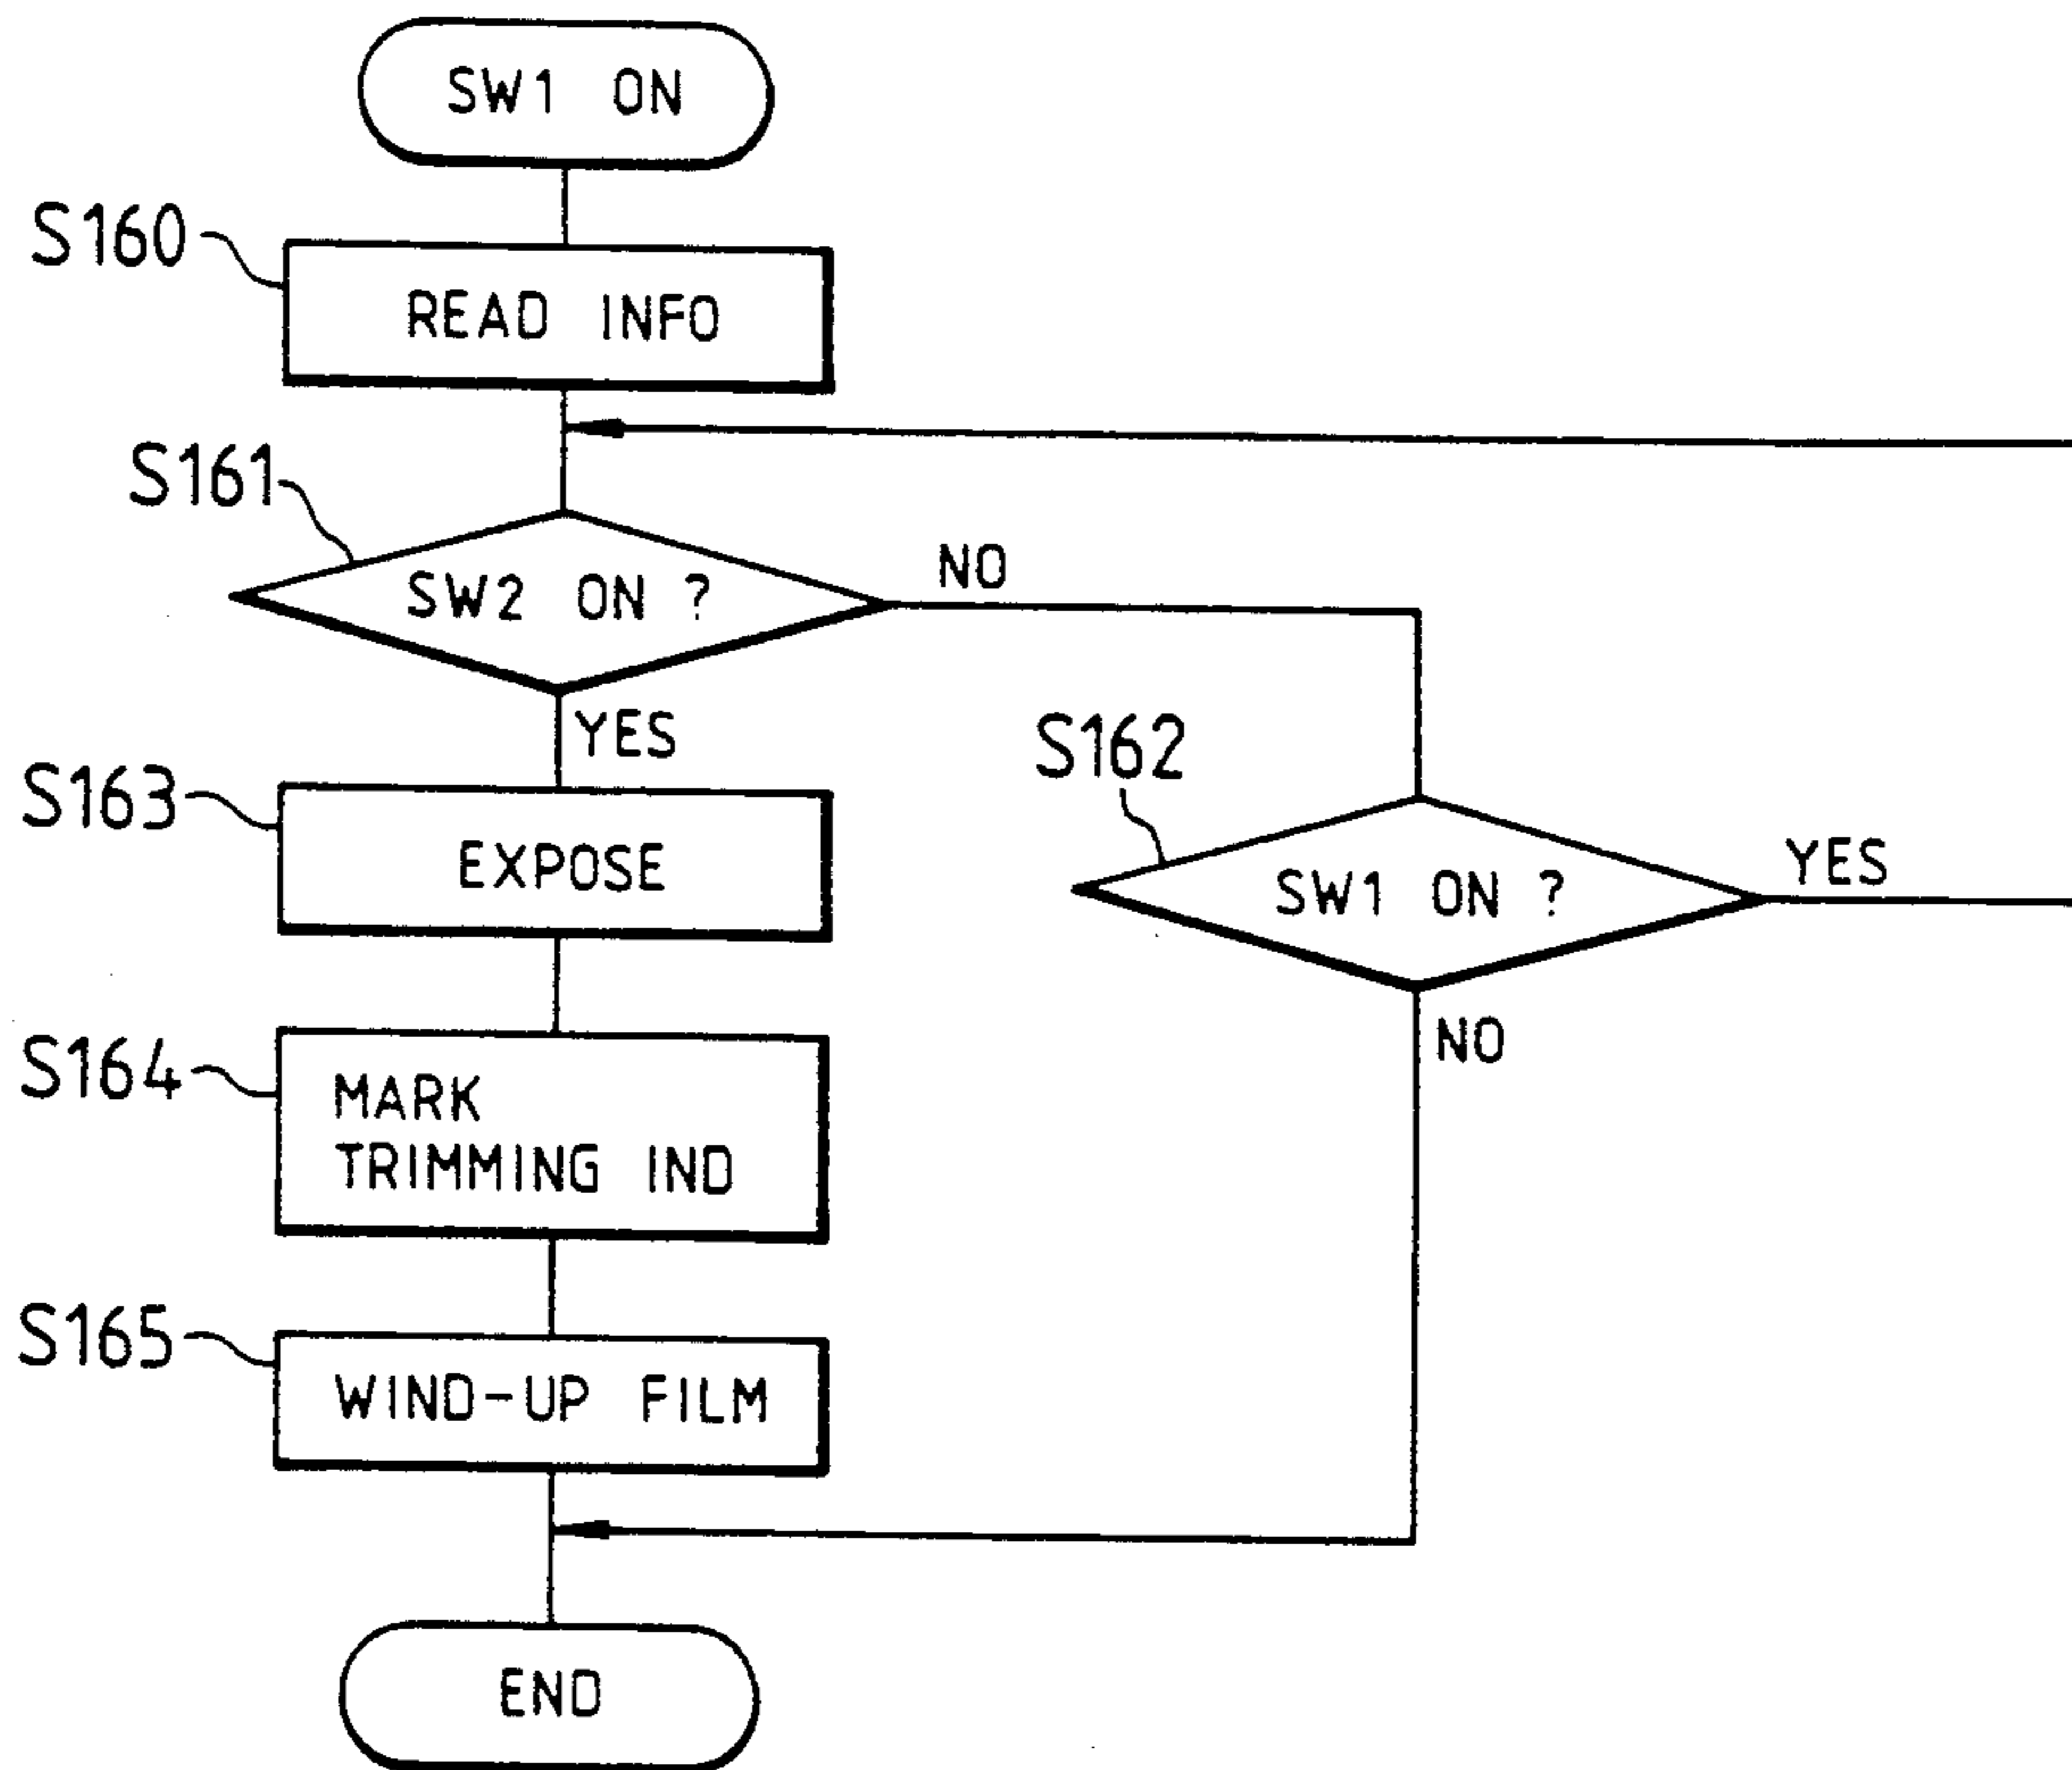 SW1 ON
S160
READ INFO
S161
SW2 ON ?
NO
YES
S162
SW1 ON ?
YES
NO
S163
EXPOSE
S164
MARK
TRIMMING IND
S165
WIND-UP FILM
END